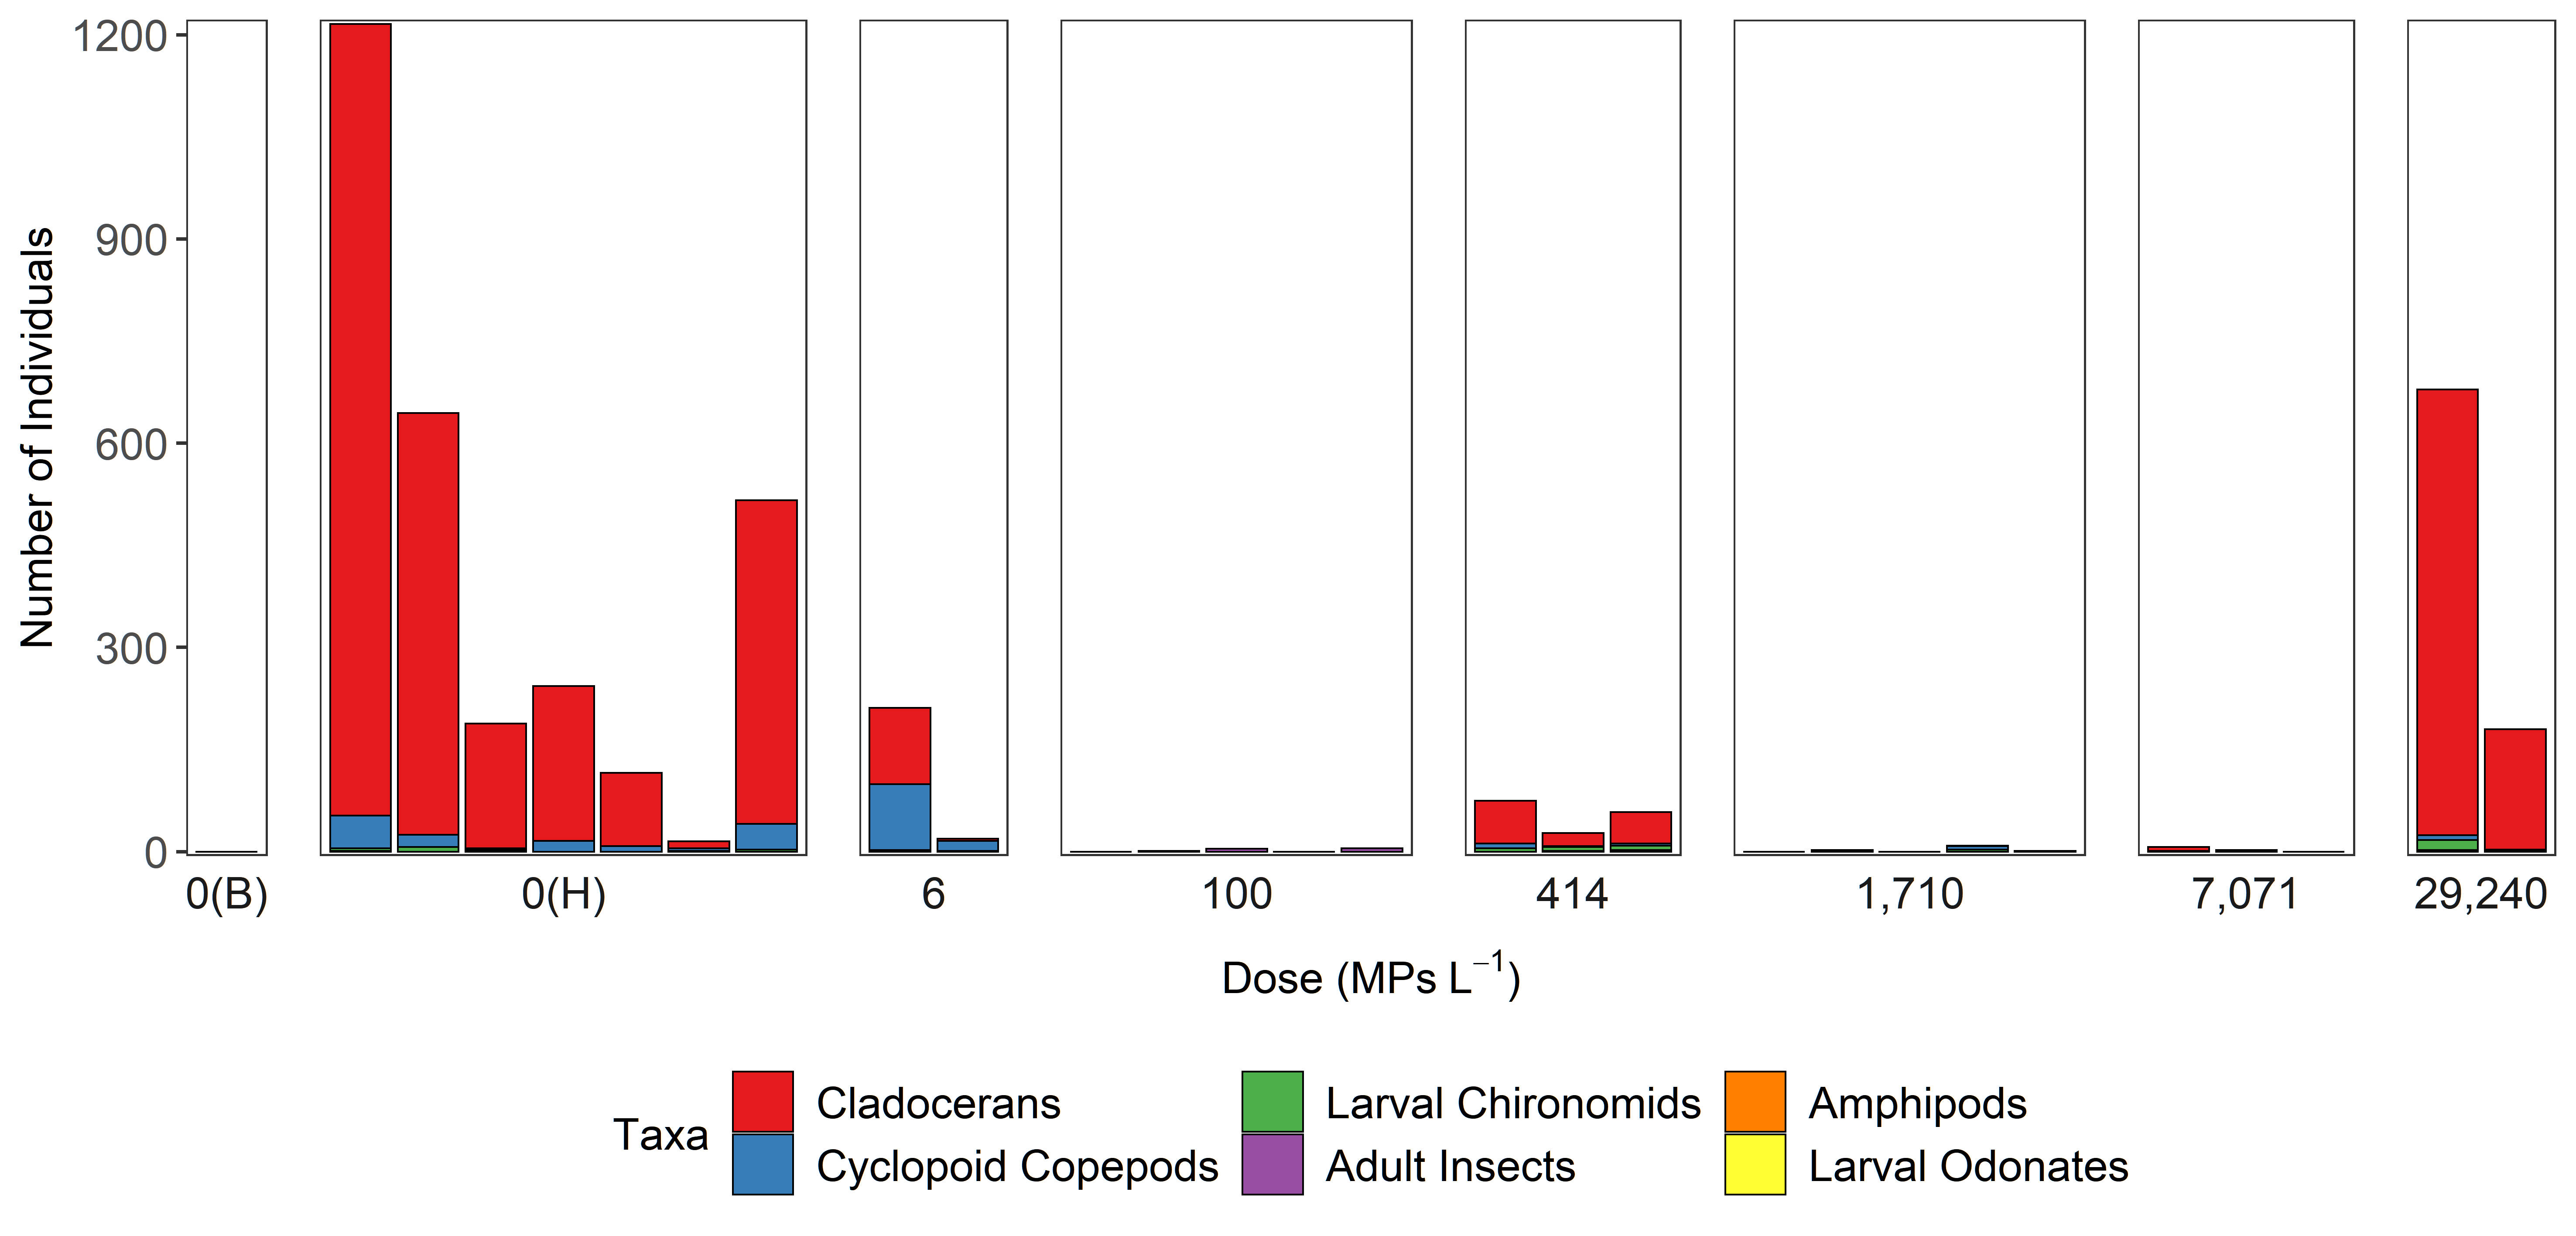 Number of Individuals
1200
900
600
300
0
0(B) 0(H) 6 100 414 1,710 7,071 29,240
Dose (MPs L⁻¹)
Taxa
Cladocerans Larval Chironomids Amphipods
Cyclopoid Copepods Adult Insects Larval Odonates